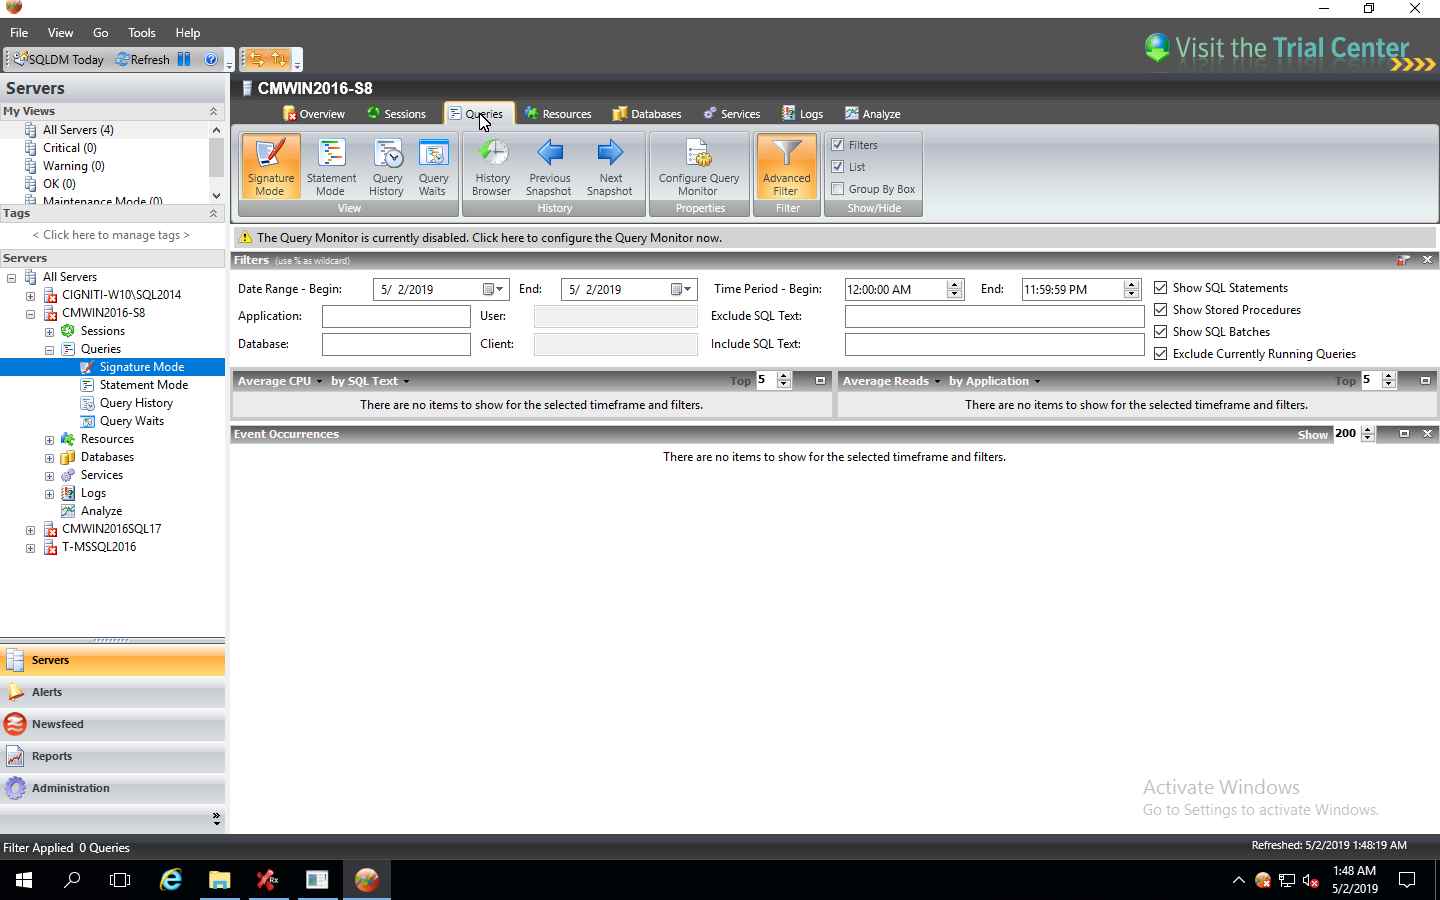 File View Go Tools Help
SQLDM Today Refresh
Visit the Trial Center
Servers
CMWIN2016-S8
My Views
All Servers (4)
Critical (0)
Warning (0)
OK (0)
Maintenance Mode (0)
Tags
< Click here to manage tags >
Servers
All Servers
CIGNITI-W10\SQL2014
CMWIN2016-S8
Sessions
Queries
Signature Mode
Statement Mode
Query History
Query Waits
Resources
Databases
Services
Logs
Analyze
CMWIN2016SQL17
T-MSSQL2016
Servers
Alerts
Newsfeed
Reports
Administration
Overview Sessions Queries Resources Databases Services Logs Analyze
Signature Mode
Statement Mode
Query History
Query Waits
View
History Browser
Previous Snapshot
Next Snapshot
History
Configure Query Monitor
Properties
Advanced Filter
Filter
Filters
List
Group By Box
Show/Hide
The Query Monitor is currently disabled. Click here to configure the Query Monitor now.
Filters (use % as wildcard)
Date Range - Begin: 5/ 2/2019 End: 5/ 2/2019 Time Period - Begin: 12:00:00 AM End: 11:59:59 PM Show SQL Statements
Application: User: Exclude SQL Text: Show Stored Procedures
Database: Client: Include SQL Text: Show SQL Batches
Exclude Currently Running Queries
Average CPU by SQL Text Top 5
There are no items to show for the selected timeframe and filters.
Average Reads by Application Top 5
There are no items to show for the selected timeframe and filters.
Event Occurrences Show 200
There are no items to show for the selected timeframe and filters.
Activate Windows
Go to Settings to activate Windows.
Filter Applied 0 Queries
Refreshed: 5/2/2019 1:48:19 AM
Rx
1:48 AM
5/2/2019